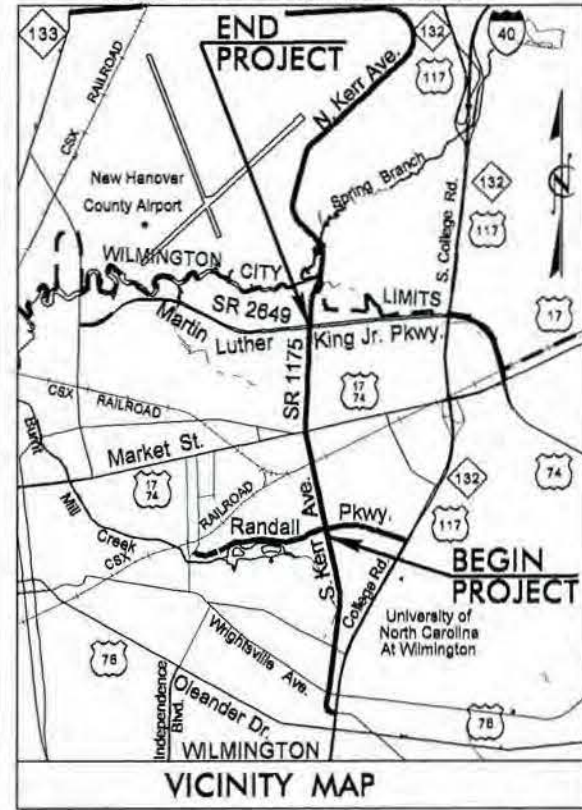 END
PROJECT
133
132
117
40
N. Kerr Ave.
CSX RAILROAD
New Hanover
County Airport
Spring Branch
132
117
S. College Rd.
N
WILMINGTON CITY LIMITS
17
SR 2649
Martin Luther King Jr. Pkwy.
SR 1175
17
74
CSX RAILROAD
Market St.
Burnt Mill Creek
17
74
RAILROAD
CSX
132
117
74
Randall Pkwy.
S. Kerr Ave.
BEGIN
PROJECT
College Rd.
University of
North Carolina
At Wilmington
76
Wrightsville Ave.
Independence
Blvd.
Oleander Dr.
76
WILMINGTON
VICINITY MAP